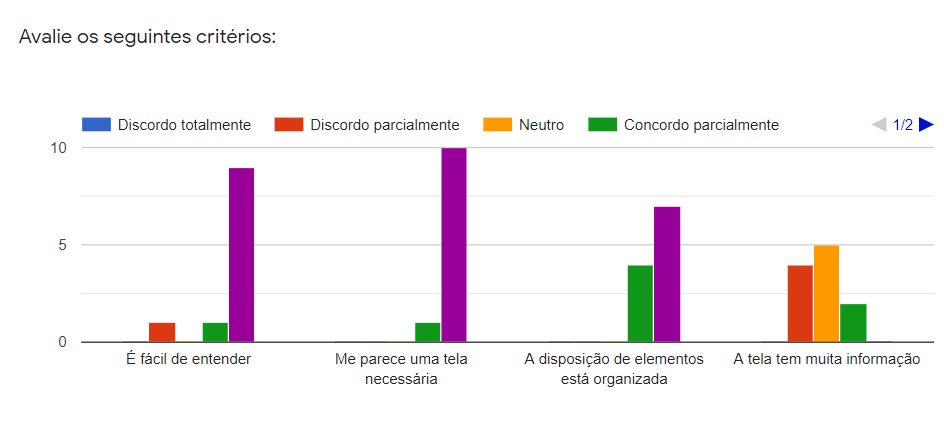 Avalie os seguintes critérios:
Discordo totalmente
Discordo parcialmente
Neutro
Concordo parcialmente
1/2
10
5
0
É fácil de entender
Me parece uma tela
necessária
A disposição de elementos
está organizada
A tela tem muita informação